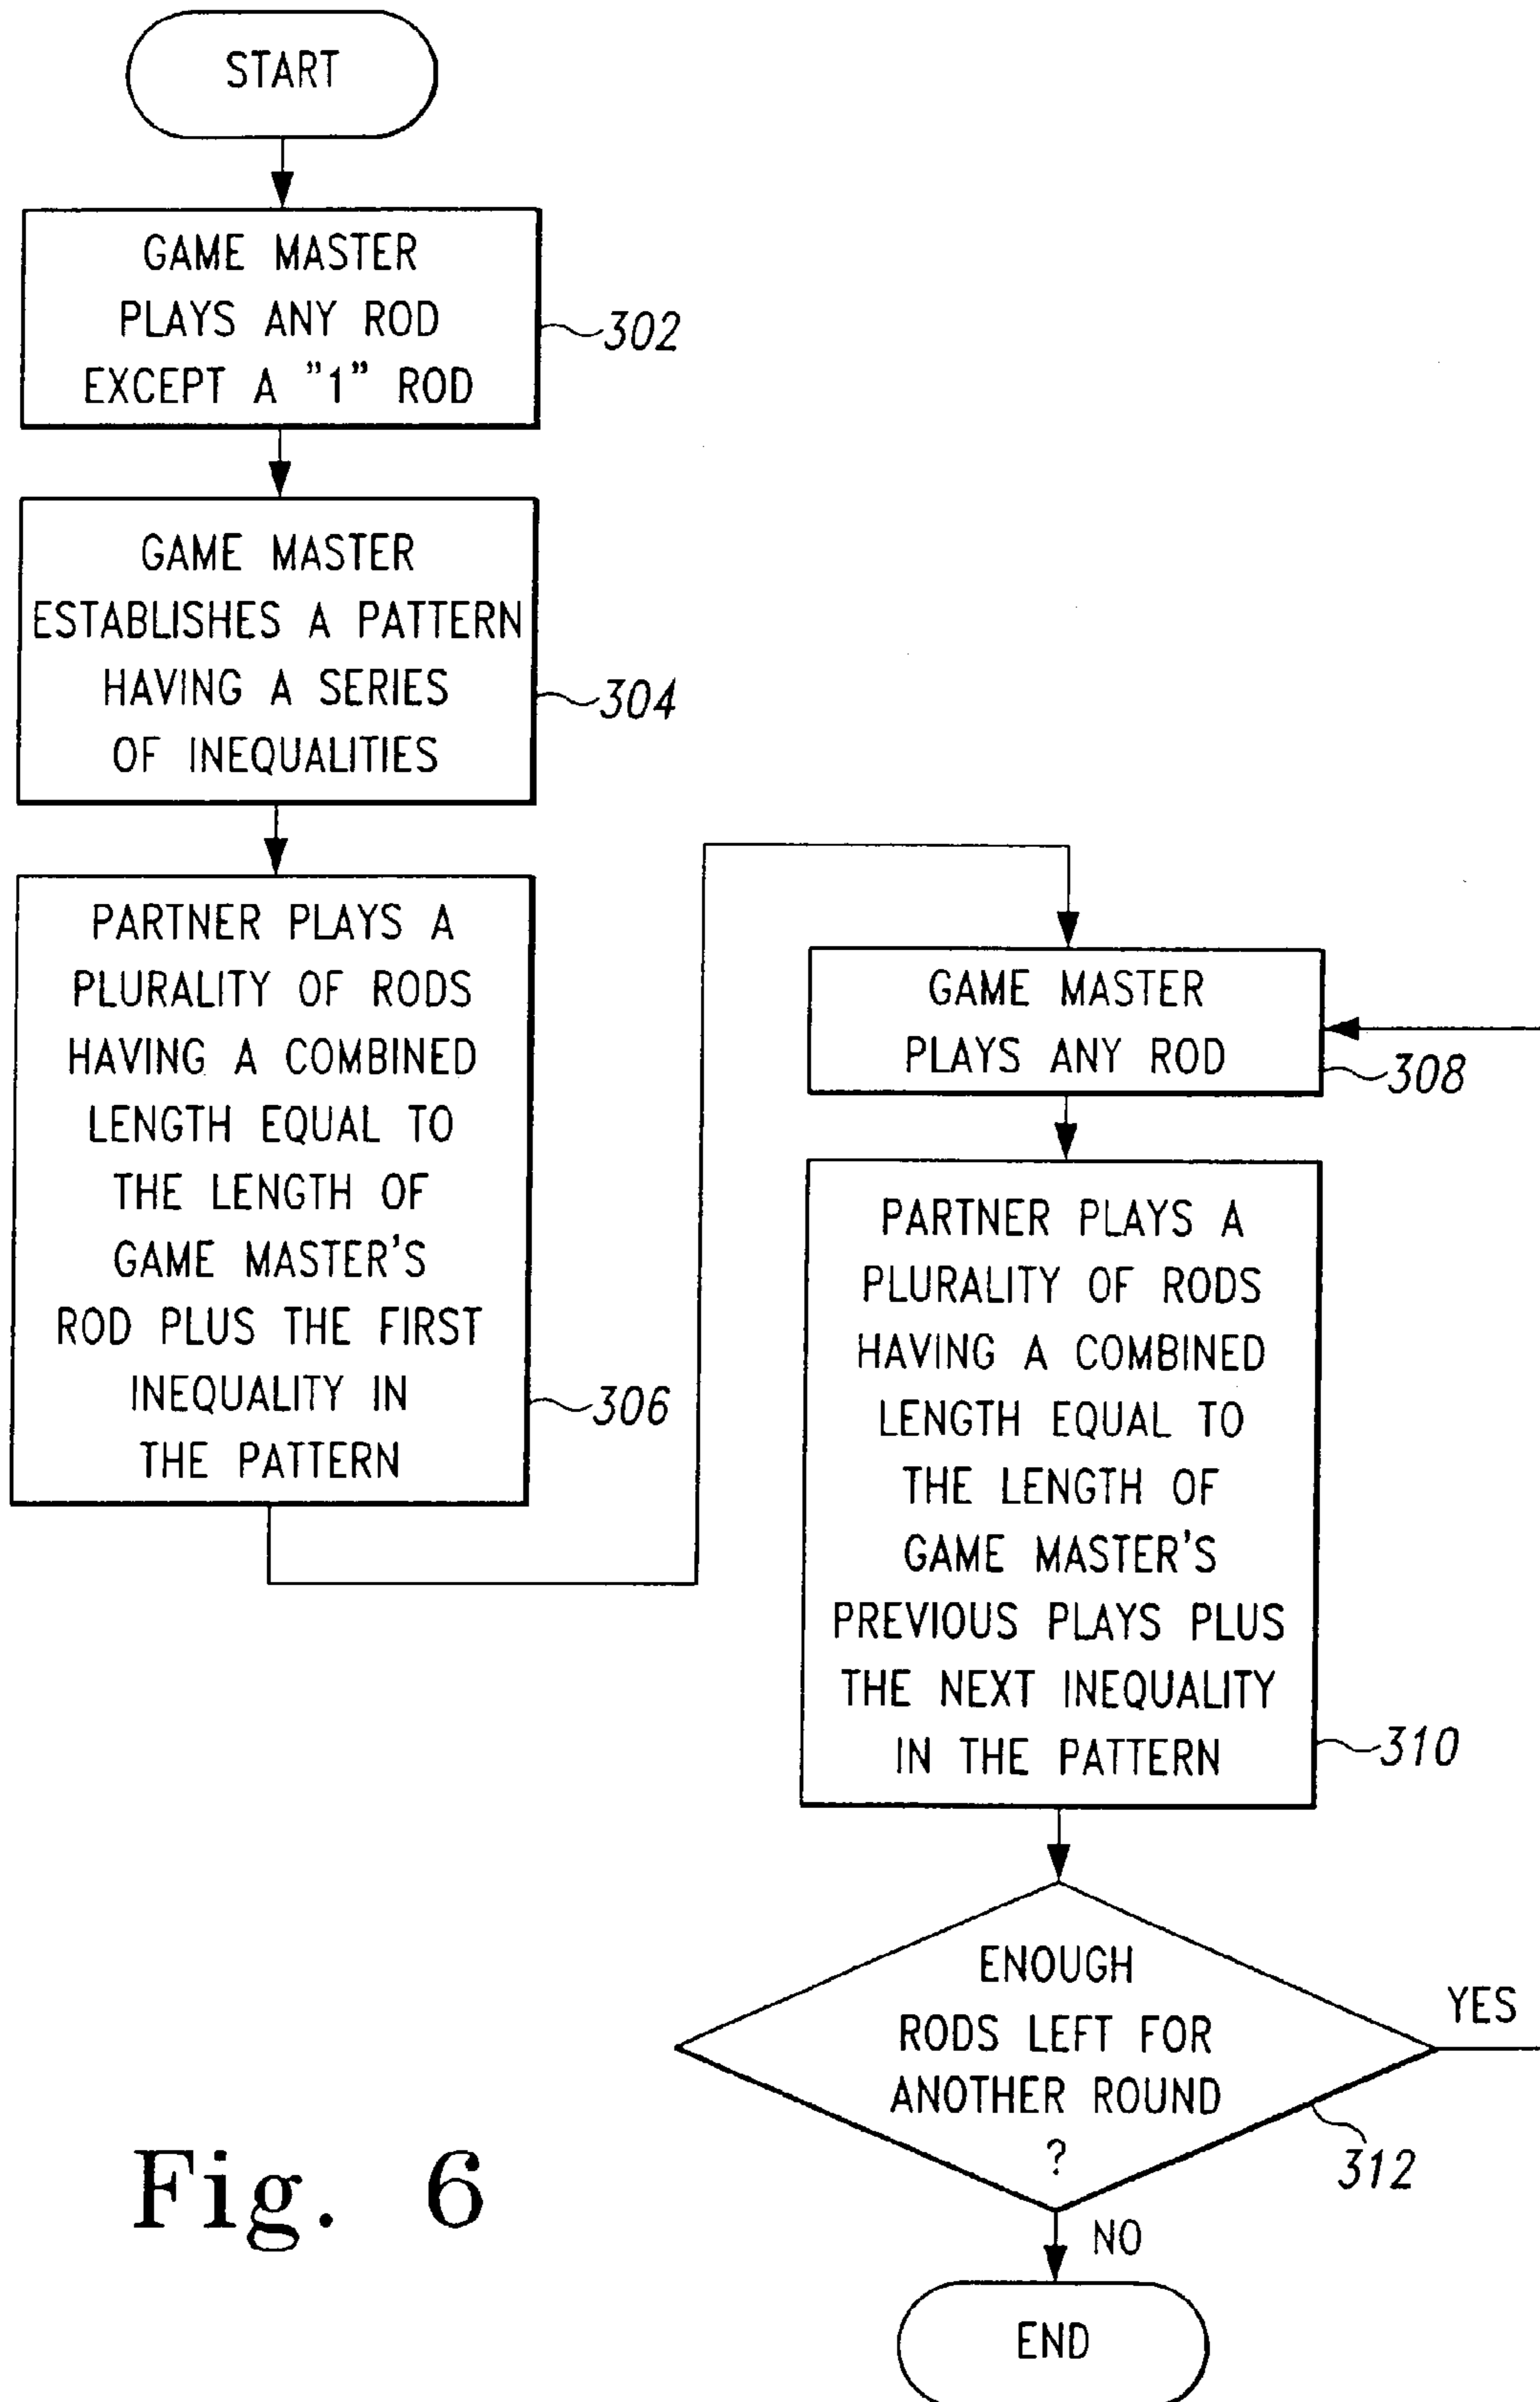 START
GAME MASTER
PLAYS ANY ROD
EXCEPT A "1" ROD
302
GAME MASTER
ESTABLISHES A PATTERN
HAVING A SERIES
OF INEQUALITIES
304
PARTNER PLAYS A
PLURALITY OF RODS
HAVING A COMBINED
LENGTH EQUAL TO
THE LENGTH OF
GAME MASTER'S
ROD PLUS THE FIRST
INEQUALITY IN
THE PATTERN
306
GAME MASTER
PLAYS ANY ROD
308
PARTNER PLAYS A
PLURALITY OF RODS
HAVING A COMBINED
LENGTH EQUAL TO
THE LENGTH OF
GAME MASTER'S
PREVIOUS PLAYS PLUS
THE NEXT INEQUALITY
IN THE PATTERN
310
ENOUGH
RODS LEFT FOR
ANOTHER ROUND
?
YES
312
NO
END
Fig. 6